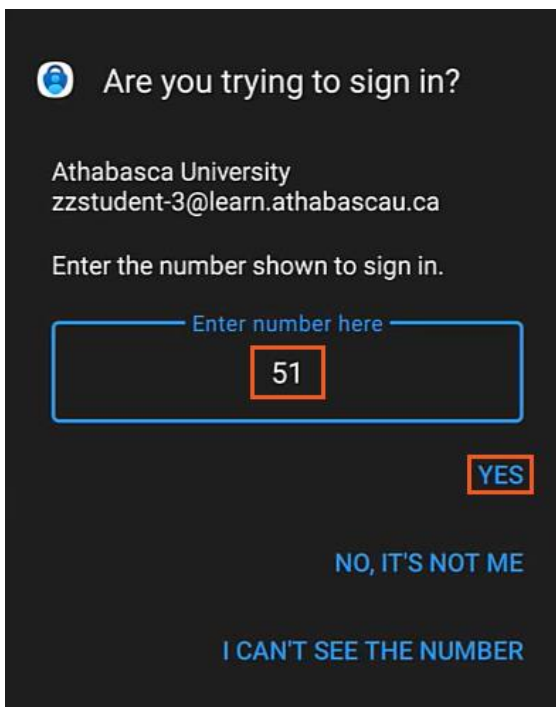 Are you trying to sign in?
Athabasca University
zzstudent-3@learn.athabascau.ca
Enter the number shown to sign in.
Enter number here
51
YES
NO, IT'S NOT ME
I CAN'T SEE THE NUMBER